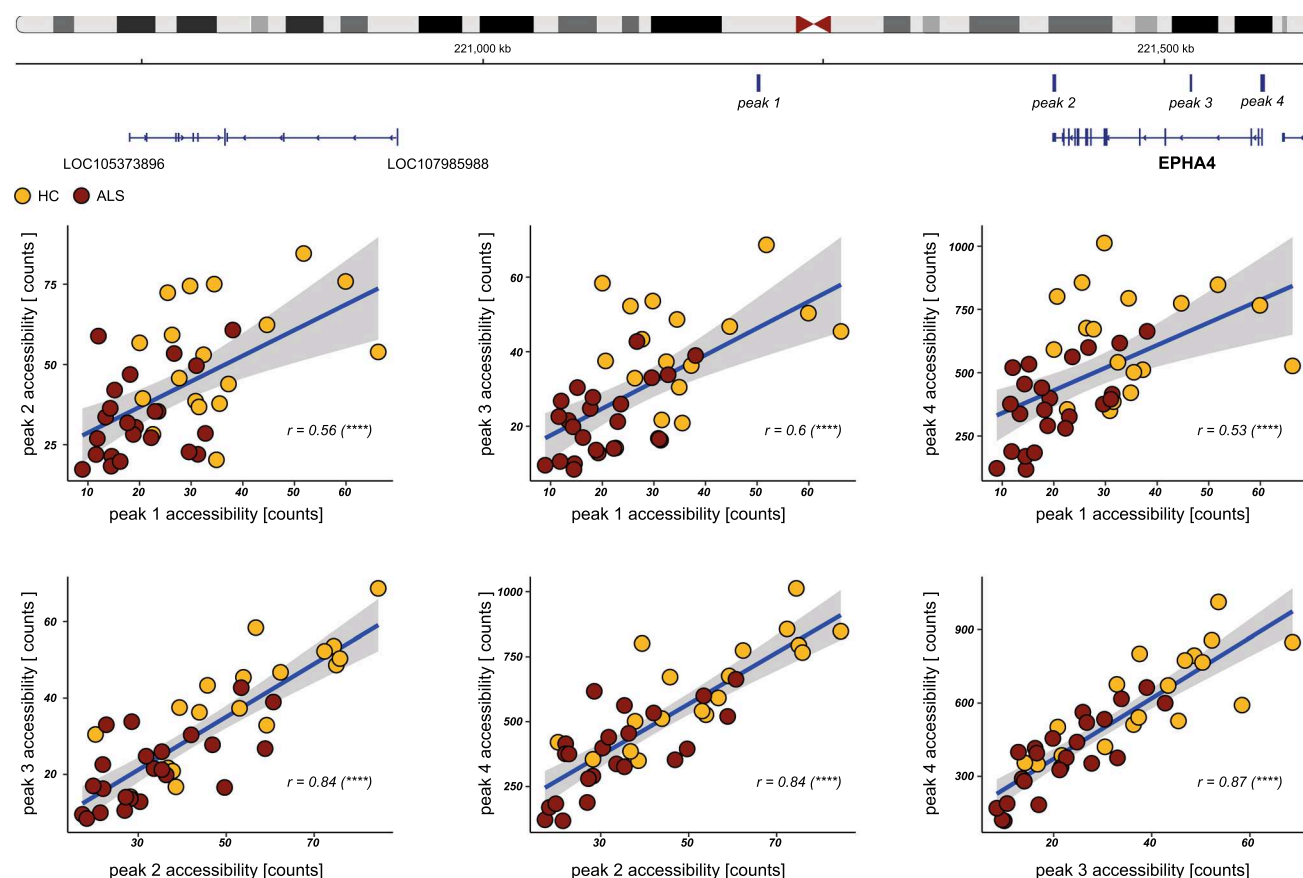 221,000 kb 221,500 kb
peak 1 peak 2 peak 3 peak 4
LOC105373896 LOC107985988 EPHA4
HC ALS
peak 2 accessibility [ counts ]
75
50
25
r = 0.56 (****)
10 20 30 40 50 60
peak 1 accessibility [counts]
peak 3 accessibility [ counts ]
60
40
20
r = 0.6 (****)
10 20 30 40 50 60
peak 1 accessibility [counts]
peak 4 accessibility [ counts ]
1000
750
500
250
r = 0.53 (****)
10 20 30 40 50 60
peak 1 accessibility [counts]
peak 3 accessibility [ counts ]
60
40
20
r = 0.84 (****)
30 50 70
peak 2 accessibility [counts]
peak 4 accessibility [ counts ]
1000
750
500
250
r = 0.84 (****)
30 50 70
peak 2 accessibility [counts]
peak 4 accessibility [ counts ]
900
600
300
r = 0.87 (****)
20 40 60
peak 3 accessibility [counts]